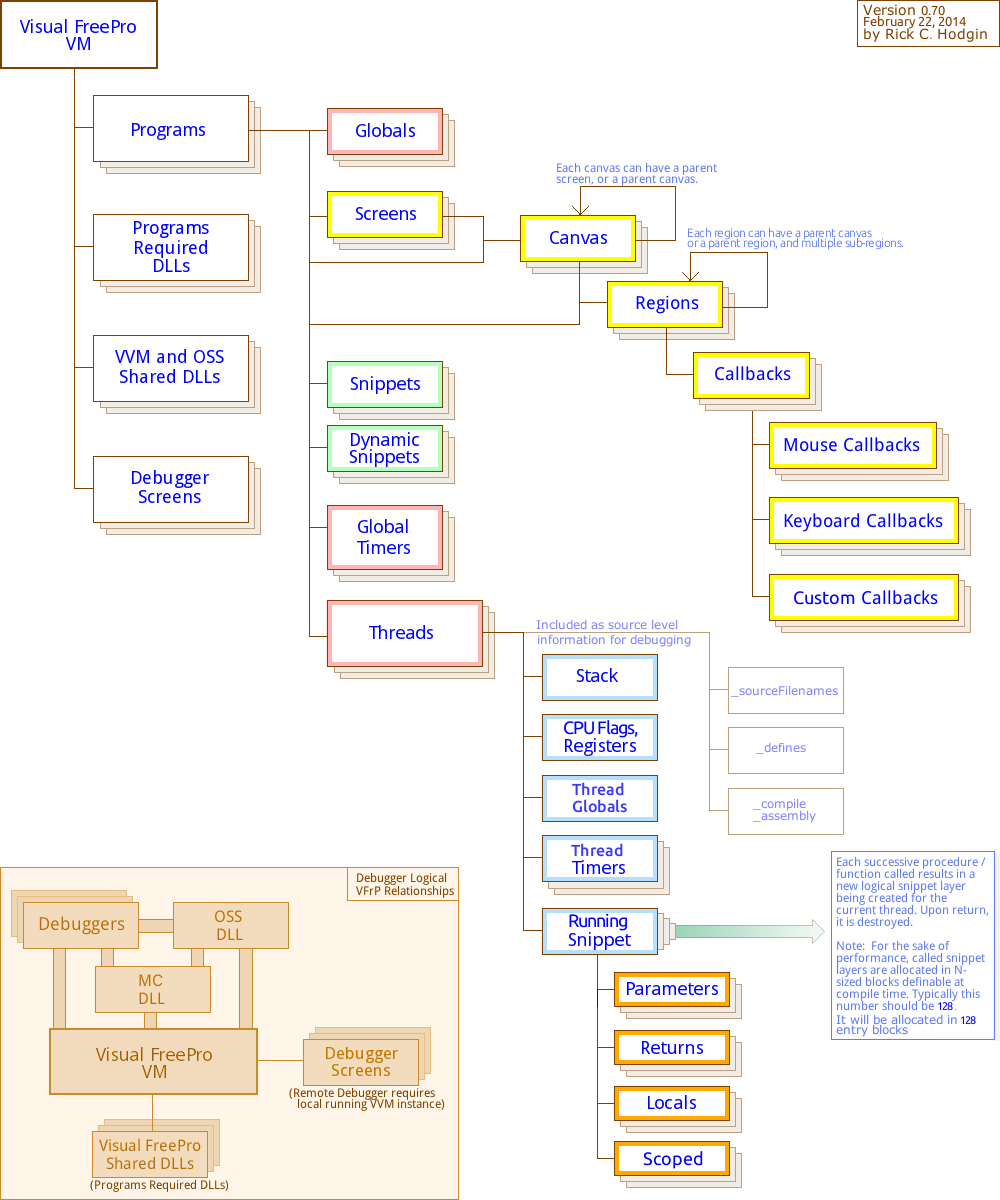 Visual FreePro
VM
Version 0.70
February 22, 2014
by Rick C. Hodgin
Programs
Programs
Required
DLLs
VVM and OSS
Shared DLLs
Debugger
Screens
Globals
Screens
Each canvas can have a parent
screen, or a parent canvas.
Canvas
Each region can have a parent canvas
or a parent region, and multiple sub-regions.
Regions
Callbacks
Mouse Callbacks
Keyboard Callbacks
Custom Callbacks
Snippets
Dynamic
Snippets
Global
Timers
Threads
Included as source level
information for debugging
_sourceFilenames
_defines
_compile
_assembly
Stack
CPU Flags,
Registers
Thread
Globals
Thread
Timers
Running
Snippet
Each successive procedure /
function called results in a
new logical snippet layer
being created for the
current thread. Upon return,
it is destroyed.
Note: For the sake of
performance, called snippet
layers are allocated in N-
sized blocks definable at
compile time. Typically this
number should be 128.
It will be allocated in 128
entry blocks
Parameters
Returns
Locals
Scoped
Debugger Logical
VFrP Relationships
Debuggers
OSS
DLL
MC
DLL
Visual FreePro
VM
Debugger
Screens
(Remote Debugger requires
local running VVM instance)
Visual FreePro
Shared DLLs
(Programs Required DLLs)